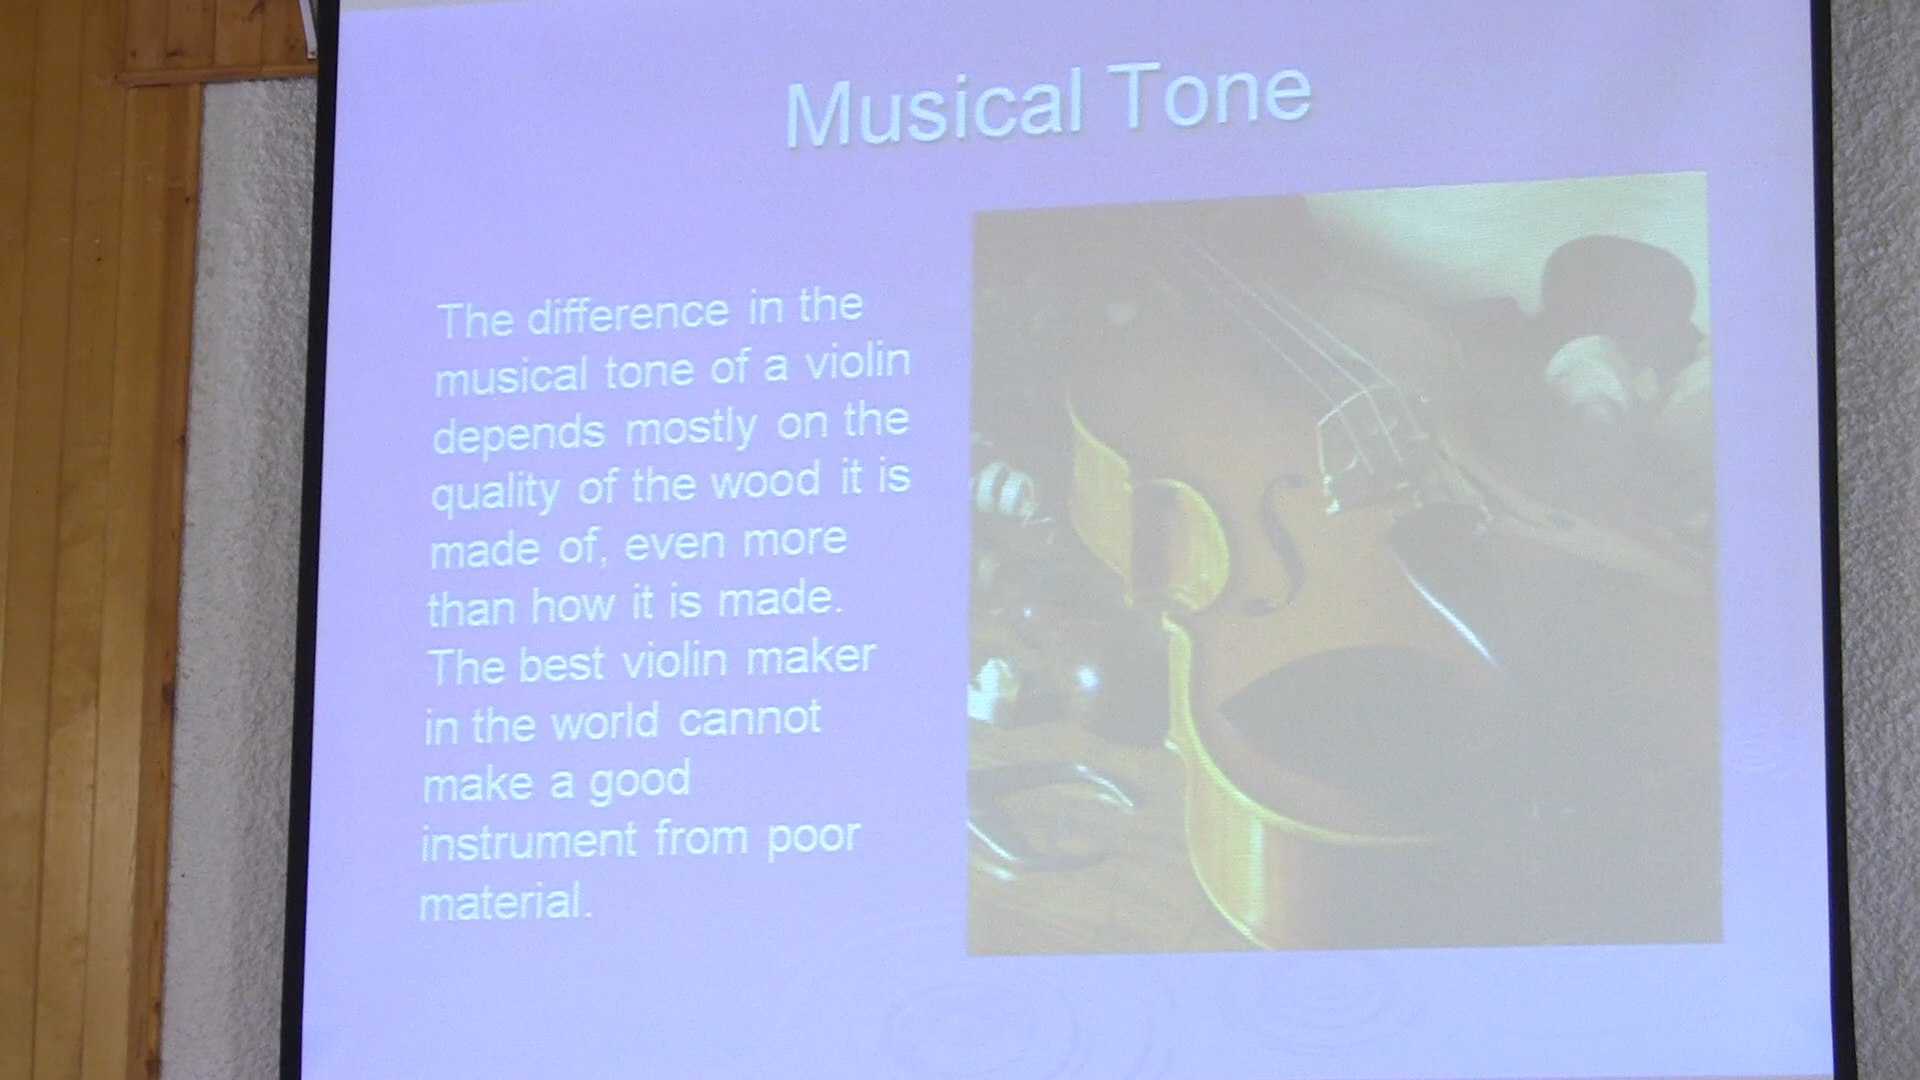 Musical Tone
The difference in the
musical tone of a violin
depends mostly on the
quality of the wood it is
made of, even more
than how it is made.
The best violin maker
in the world cannot
make a good
instrument from poor
material.